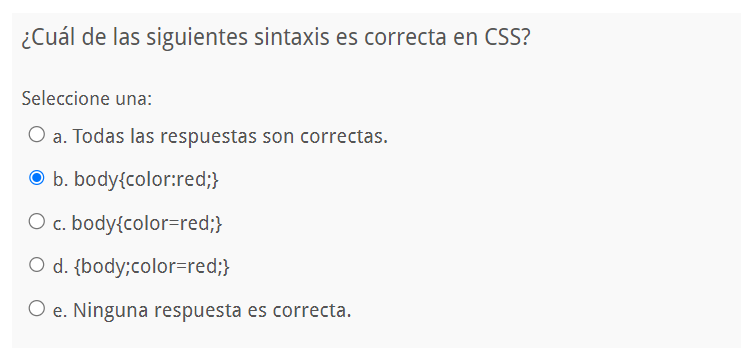 ¿Cuál de las siguientes sintaxis es correcta en CSS?
Seleccione una:
a. Todas las respuestas son correctas.
b. body{color:red;}
c. body{color=red;}
d. {body;color=red;}
e. Ninguna respuesta es correcta.